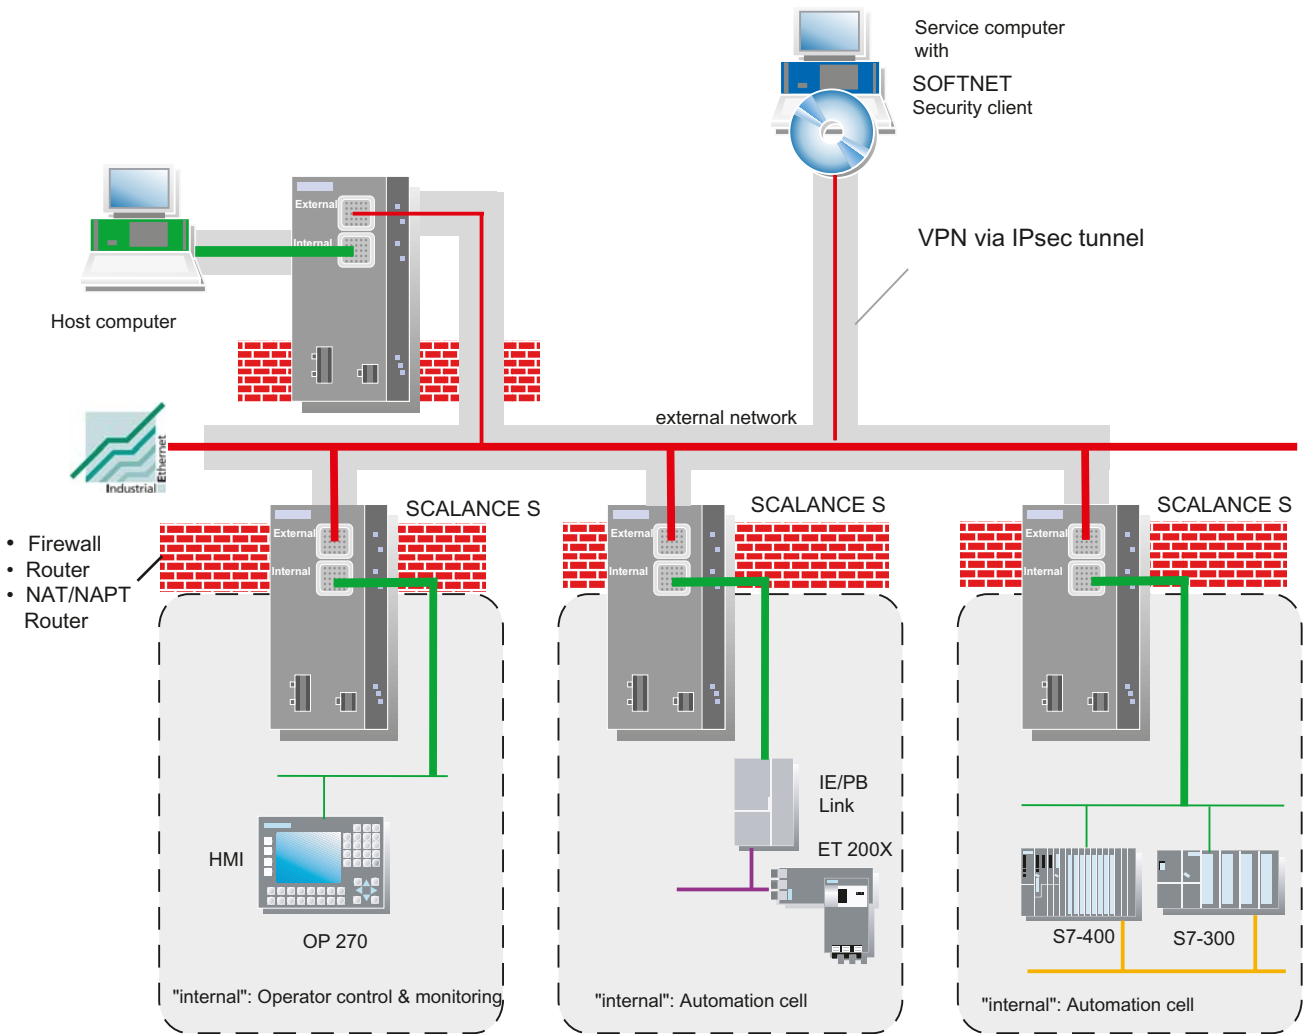 Service computer
with
SOFTNET
Security client
External
Internal
VPN via IPsec tunnel
Host computer
external network
Industrial Ethernet
SCALANCE S
SCALANCE S
SCALANCE S
External
Internal
External
Internal
External
Internal
• Firewall
• Router
• NAT/NAPT
Router
IE/PB
Link
HMI
ET 200X
OP 270
S7-400
S7-300
"internal": Operator control & monitoring
"internal": Automation cell
"internal": Automation cell